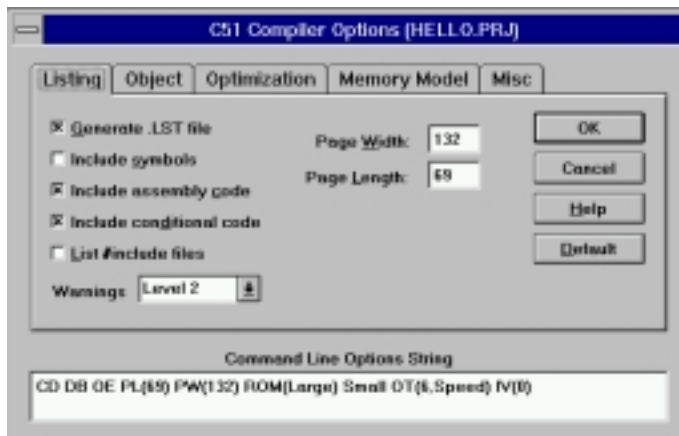 C51 Compiler Options (HELLO.PRJ)
Listing Object Optimization Memory Model Misc
Generate .LST file
Include symbols
Include assembly code
Include conditional code
List #include files
Warnings Level 2
Page Width: 132
Page Length: 69
OK
Cancel
Help
Default
Command Line Options String
CD DB OE PL(69) PW(132) ROM(Large) Small OT(6,Speed) IV(0)